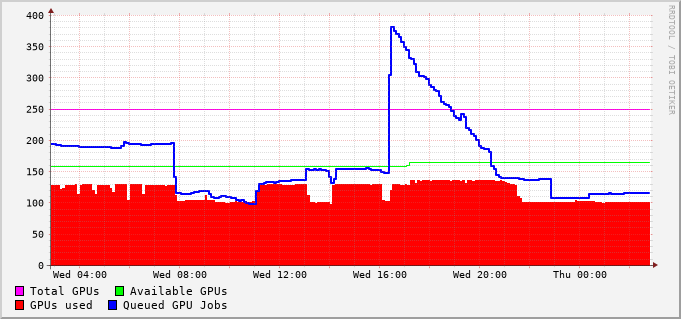 RRDTOOL / TOBI OETIKER
400
350
300
250
200
150
100
50
0
Wed 04:00 Wed 08:00 Wed 12:00 Wed 16:00 Wed 20:00 Thu 00:00
Total GPUs Available GPUs
GPUs used Queued GPU Jobs